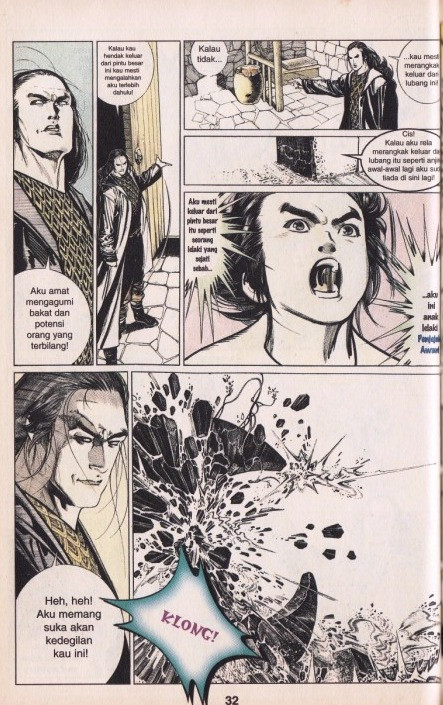 Aku amat
mengagumi
bakat dan
potensi
orang yang
terbilang!
Kalau kau
hendak keluar
dari pintu besar
ini kau mesti
mengalahkan
aku terlebih
dahulu!
Kalau
tidak...
...kau mesti
merangkak
keluar dari
lubang ini!
Cis!
Kalau aku rela
merangkak keluar
lubang itu seperti
awal-awal lagi aku
tiada di sini lagi!
Aku mesti
keluar dari
pintu besar
itu seperti
seorang
lelaki yang
sejati
sebab...
...aku
ini
anak
lelaki
Heh, heh!
Aku memang
suka akan
kedegilan
kau ini!
KLONG!
32